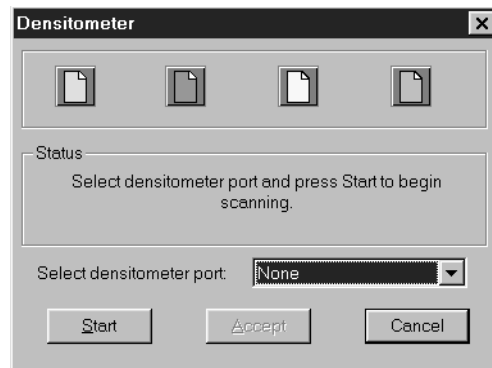 Densitometer
Status
Select densitometer port and press Start to begin
scanning.
Select densitometer port: None
Start Accept Cancel